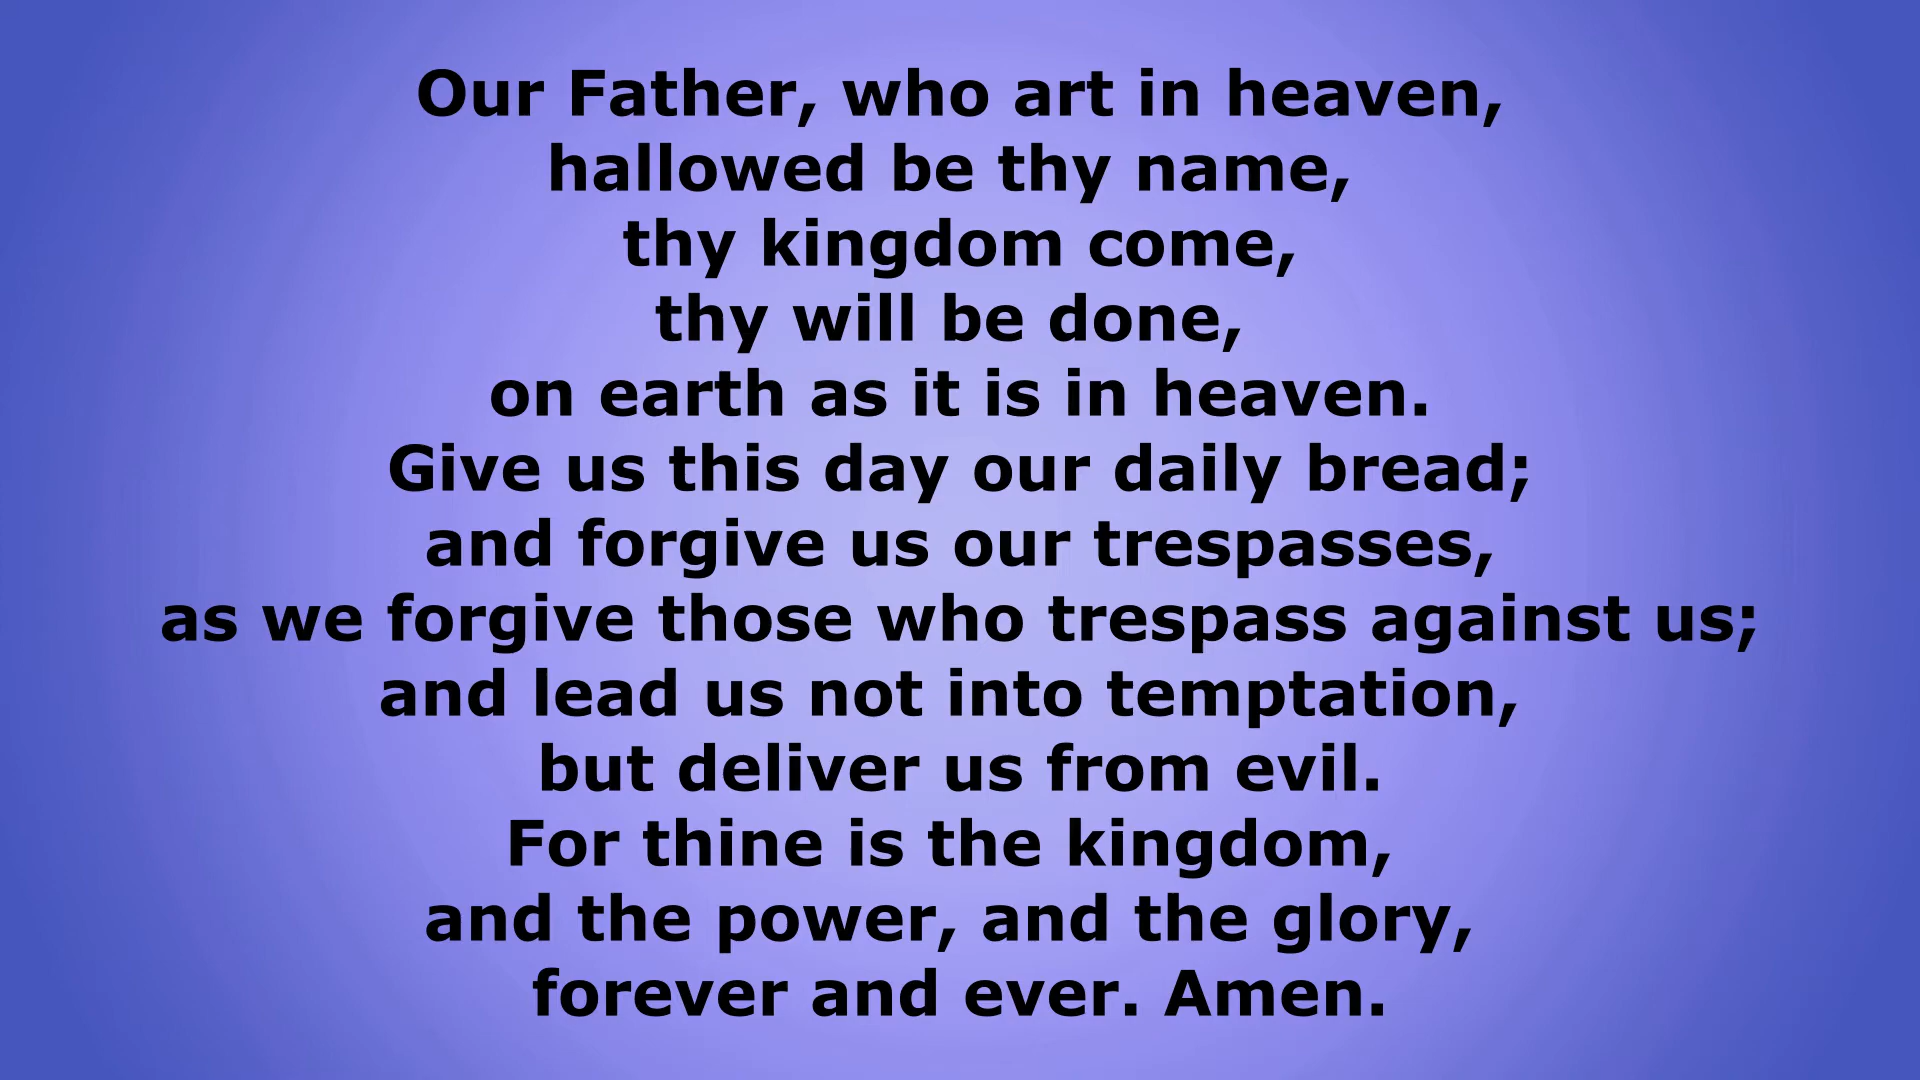 Our Father, who art in heaven,
hallowed be thy name,
thy kingdom come,
thy will be done,
on earth as it is in heaven.
Give us this day our daily bread;
and forgive us our trespasses,
as we forgive those who trespass against us;
and lead us not into temptation,
but deliver us from evil.
For thine is the kingdom,
and the power, and the glory,
forever and ever. Amen.